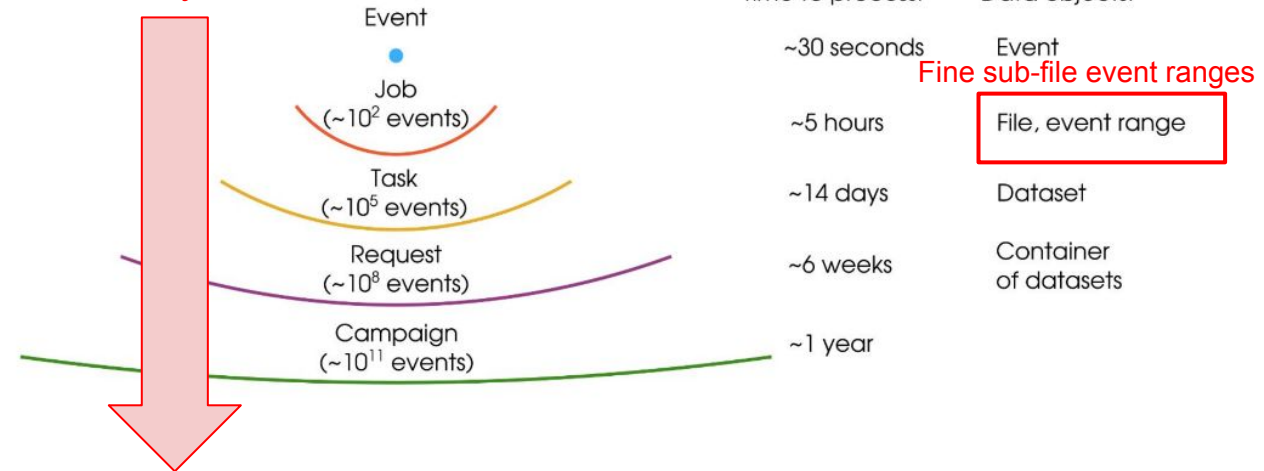 Event
~30 seconds
Event
Fine sub-file event ranges
Job
(~10² events)
~5 hours
File, event range
Task
(~10⁵ events)
~14 days
Dataset
Request
(~10⁸ events)
~6 weeks
Container
of datasets
Campaign
(~10¹¹ events)
~1 year